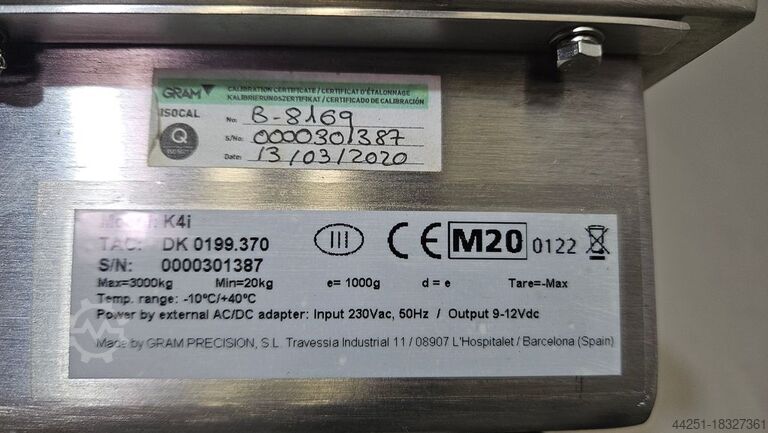 GRAM
CALIBRATION CERTIFICATE / CERTIFICAT D'ÉTALONNAGE
KALIBRIERUNGSZERTIFIKAT / CERTIFICADO DE CALIBRACIÓN
ISOCAL
Q
No: B-8169
S/No: 0000301387
Date: 13/03/2020
K4i
TAC: DK 0199.370
S/N: 0000301387
III
CE M20 0122
Max=3000kg Min=20kg e= 1000g d = e Tare=-Max
Temp. range: -10ºC/+40ºC
Power by external AC/DC adapter: Input 230Vac, 50Hz / Output 9-12Vdc
Made by GRAM PRECISION, S.L. Travessia Industrial 11 / 08907 L'Hospitalet / Barcelona (Spain)
44251-18327361